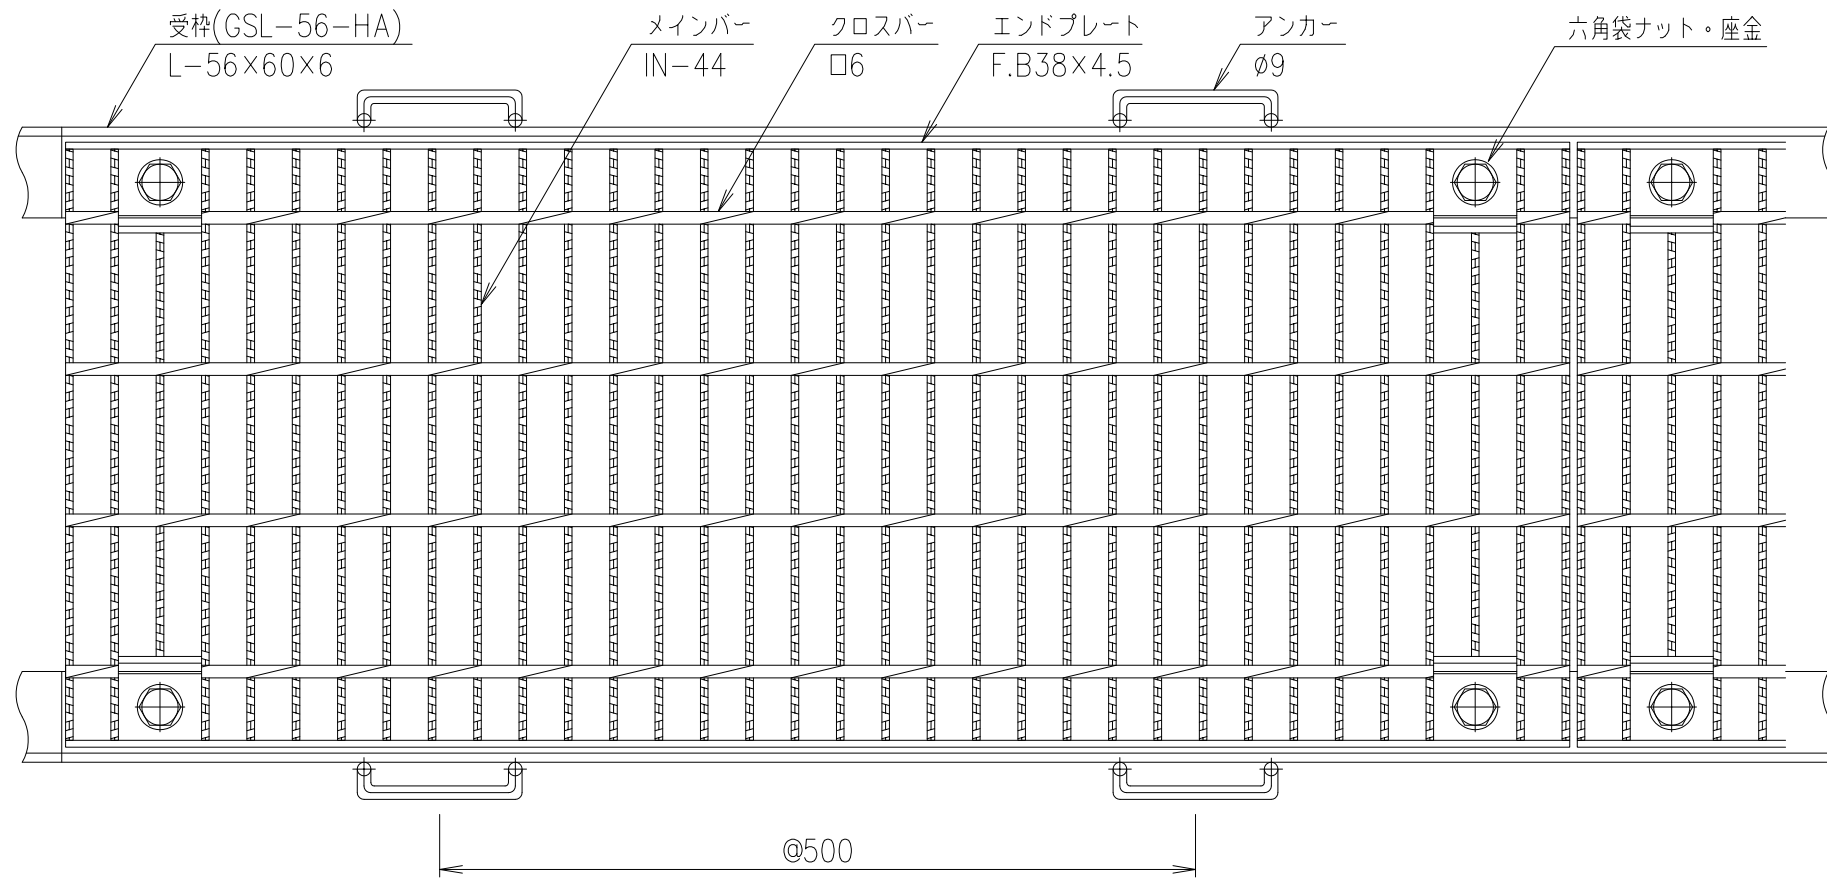 受枠(GSL-56-HA)
L-56×60×6
メインバー
IN-44
クロスバー
□6
エンドプレート
F.B38×4.5
アンカー
ø9
六角袋ナット・座金
@500